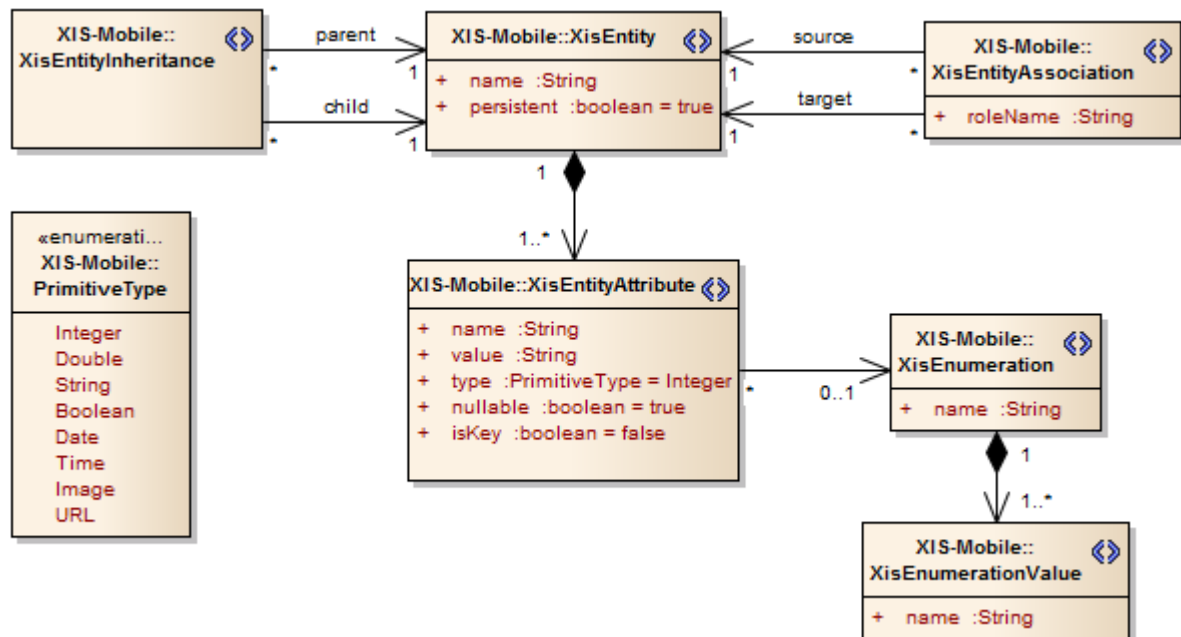 XIS-Mobile::
XisEntityInheritance
parent
*
1
child
*
1
XIS-Mobile::XisEntity
+ name :String
+ persistent :boolean = true
source
1
*
target
1
*
XIS-Mobile::
XisEntityAssociation
+ roleName :String
1
1..*
«enumerati...
XIS-Mobile::
PrimitiveType
Integer
Double
String
Boolean
Date
Time
Image
URL
XIS-Mobile::XisEntityAttribute
+ name :String
+ value :String
+ type :PrimitiveType = Integer
+ nullable :boolean = true
+ isKey :boolean = false
*
0..1
XIS-Mobile::
XisEnumeration
+ name :String
1
1..*
XIS-Mobile::
XisEnumerationValue
+ name :String